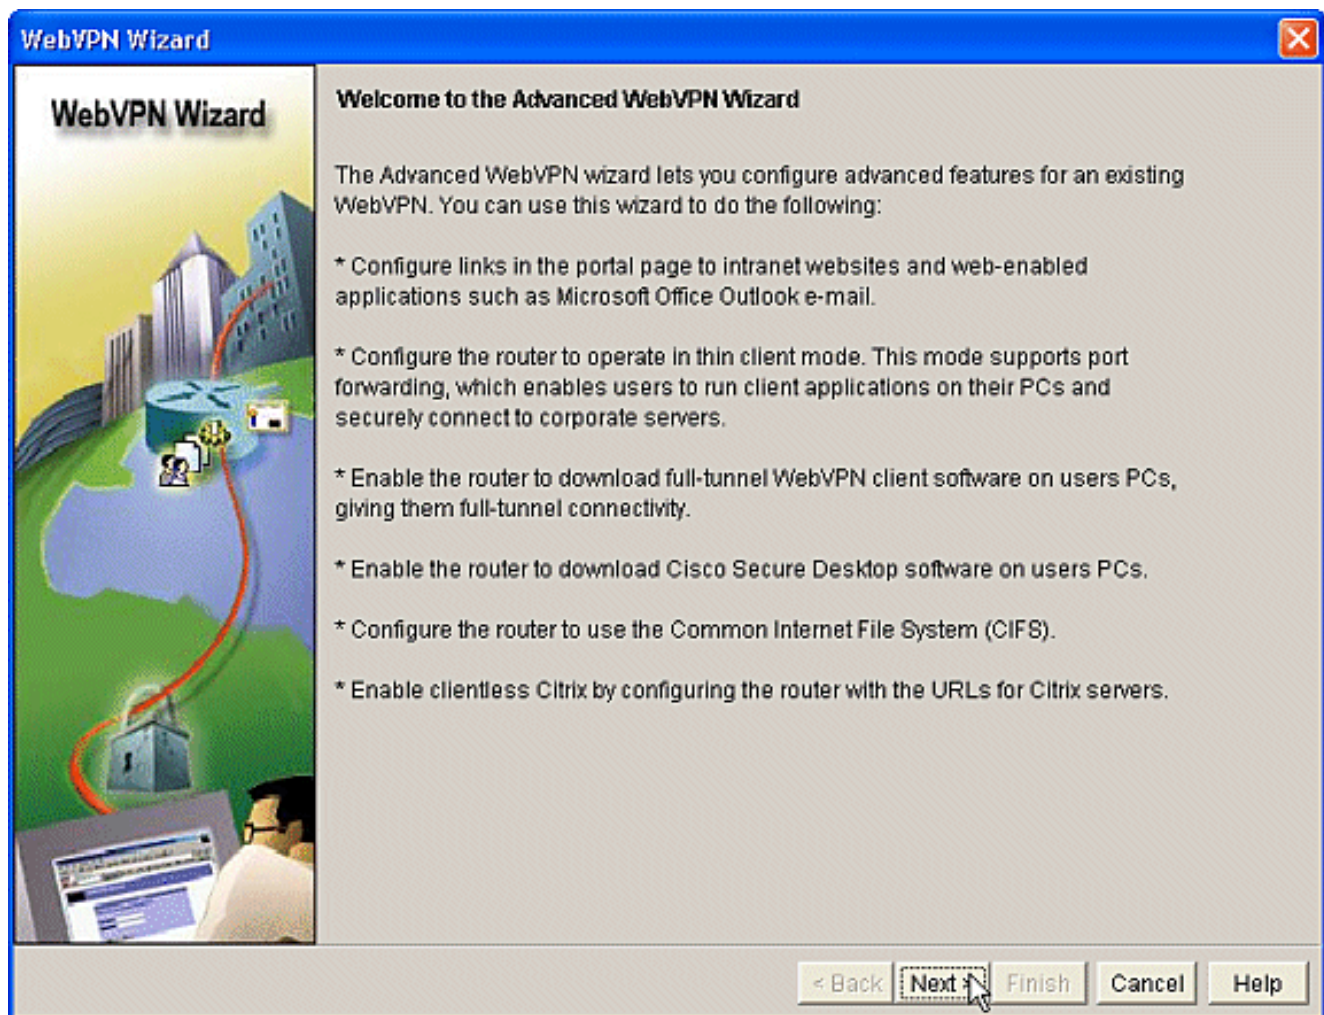 WebVPN Wizard
WebVPN Wizard
Welcome to the Advanced WebVPN Wizard
The Advanced WebVPN wizard lets you configure advanced features for an existing
WebVPN. You can use this wizard to do the following:
* Configure links in the portal page to intranet websites and web-enabled
applications such as Microsoft Office Outlook e-mail.
* Configure the router to operate in thin client mode. This mode supports port
forwarding, which enables users to run client applications on their PCs and
securely connect to corporate servers.
* Enable the router to download full-tunnel WebVPN client software on users PCs,
giving them full-tunnel connectivity.
* Enable the router to download Cisco Secure Desktop software on users PCs.
* Configure the router to use the Common Internet File System (CIFS).
* Enable clientless Citrix by configuring the router with the URLs for Citrix servers.
< Back Next > Finish Cancel Help